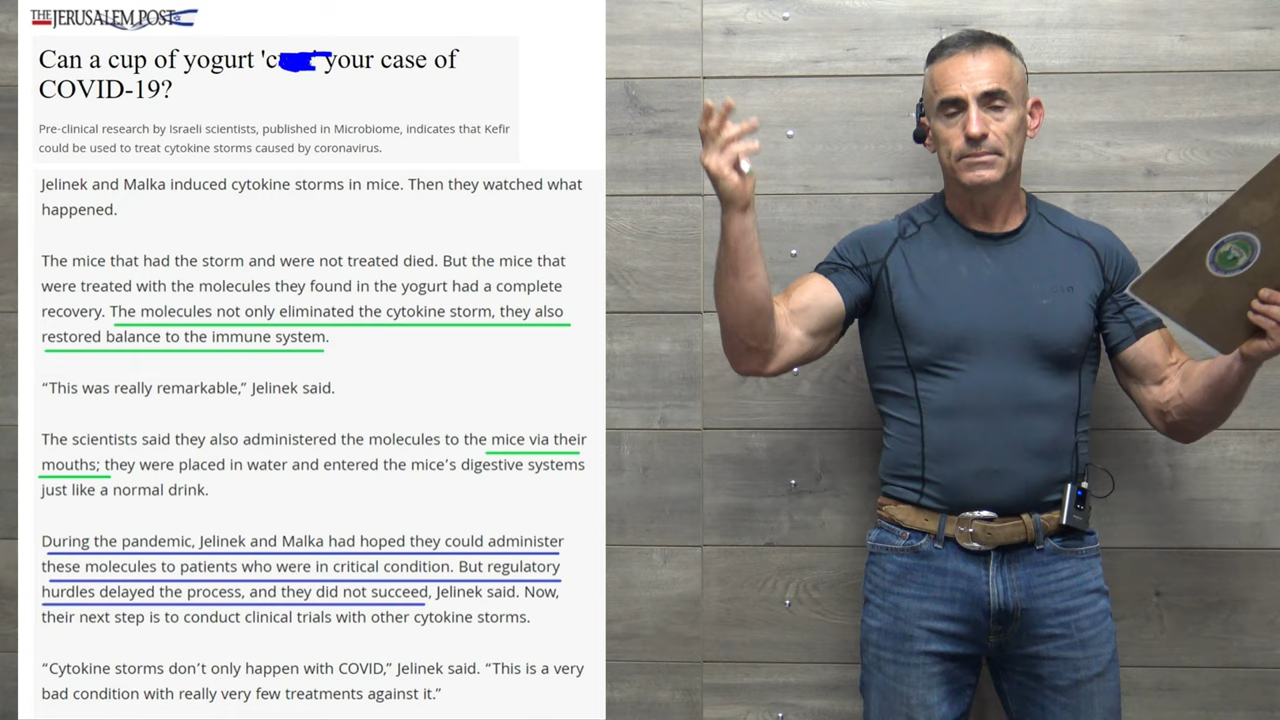 THE JERUSALEM POST
Can a cup of yogurt 'c your case of
COVID-19?
Pre-clinical research by Israeli scientists, published in Microbiome, indicates that Kefir
could be used to treat cytokine storms caused by coronavirus.
Jelinek and Malka induced cytokine storms in mice. Then they watched what
happened.
The mice that had the storm and were not treated died. But the mice that
were treated with the molecules they found in the yogurt had a complete
recovery. The molecules not only eliminated the cytokine storm, they also
restored balance to the immune system.
“This was really remarkable,” Jelinek said.
The scientists said they also administered the molecules to the mice via their
mouths; they were placed in water and entered the mice’s digestive systems
just like a normal drink.
During the pandemic, Jelinek and Malka had hoped they could administer
these molecules to patients who were in critical condition. But regulatory
hurdles delayed the process, and they did not succeed, Jelinek said. Now,
their next step is to conduct clinical trials with other cytokine storms.
“Cytokine storms don’t only happen with COVID,” Jelinek said. “This is a very
bad condition with really very few treatments against it.”